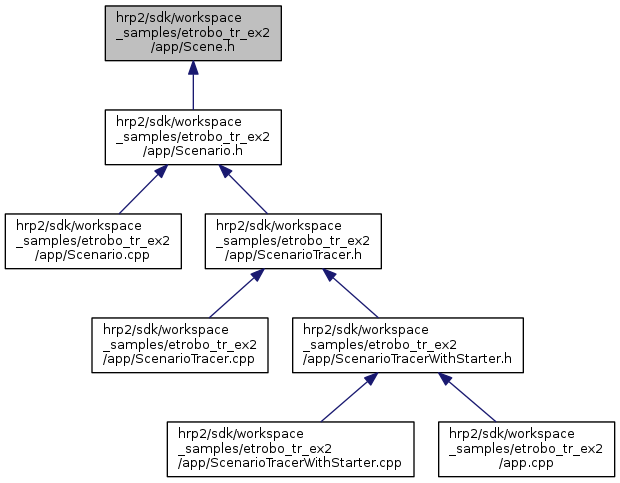 hrp2/sdk/workspace
_samples/etrobo_tr_ex2
/app/Scene.h
hrp2/sdk/workspace
_samples/etrobo_tr_ex2
/app/Scenario.h
hrp2/sdk/workspace
_samples/etrobo_tr_ex2
/app/Scenario.cpp
hrp2/sdk/workspace
_samples/etrobo_tr_ex2
/app/ScenarioTracer.h
hrp2/sdk/workspace
_samples/etrobo_tr_ex2
/app/ScenarioTracer.cpp
hrp2/sdk/workspace
_samples/etrobo_tr_ex2
/app/ScenarioTracerWithStarter.h
hrp2/sdk/workspace
_samples/etrobo_tr_ex2
/app/ScenarioTracerWithStarter.cpp
hrp2/sdk/workspace
_samples/etrobo_tr_ex2
/app.cpp